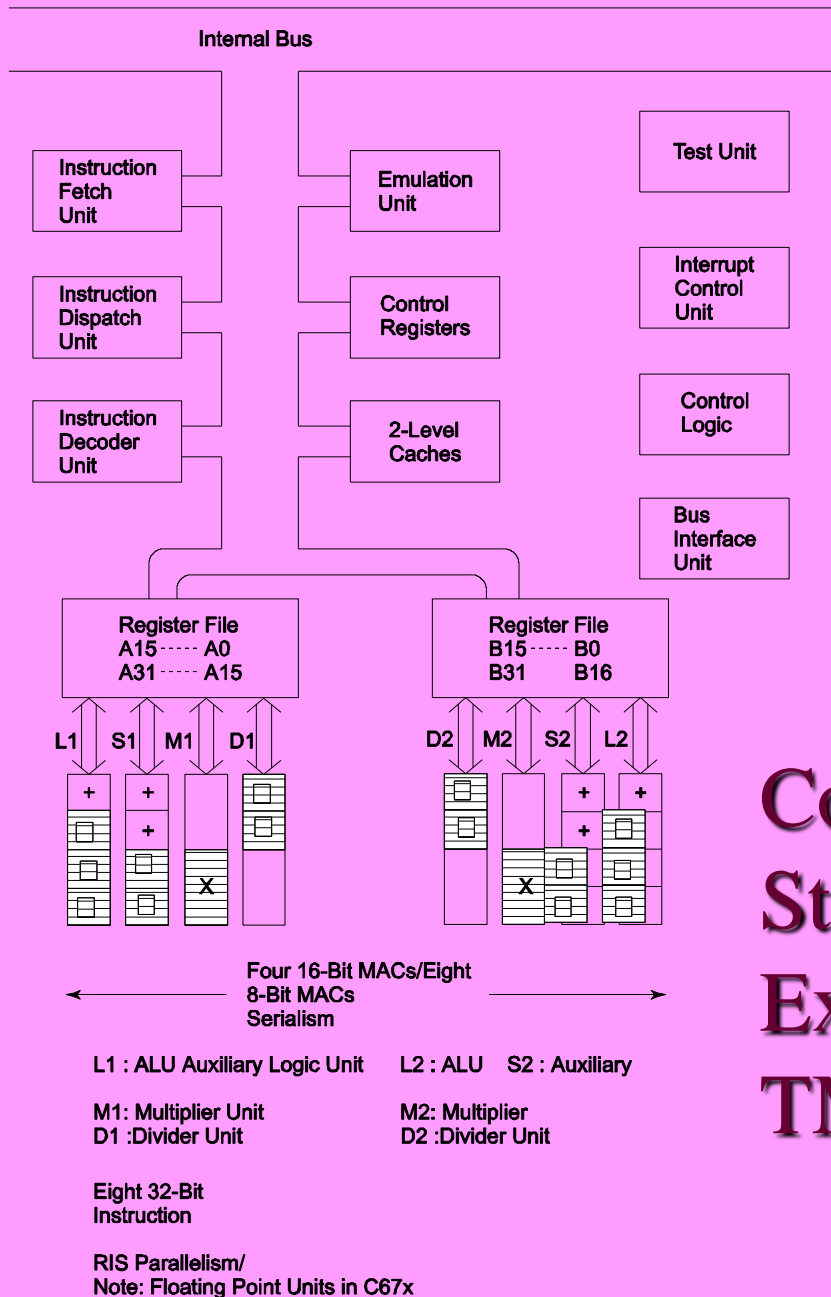 Internal Bus
Instruction
Fetch
Unit
Emulation
Unit
Test Unit
Instruction
Dispatch
Unit
Control
Registers
Interrupt
Control
Unit
Instruction
Decoder
Unit
2-Level
Caches
Control
Logic
Bus
Interface
Unit
Register File
A15 ----- A0
A31 ----- A15
Register File
B15 ----- B0
B31 B16
L1 S1 M1 D1
D2 M2 S2 L2
+ +
+
X
+ +
+
X
Four 16-Bit MACs/Eight
8-Bit MACs
Serialism
L1 : ALU Auxiliary Logic Unit L2 : ALU S2 : Auxiliary
M1: Multiplier Unit M2: Multiplier
D1 :Divider Unit D2 :Divider Unit
Eight 32-Bit
Instruction
RIS Parallelism/
Note: Floating Point Units in C67x